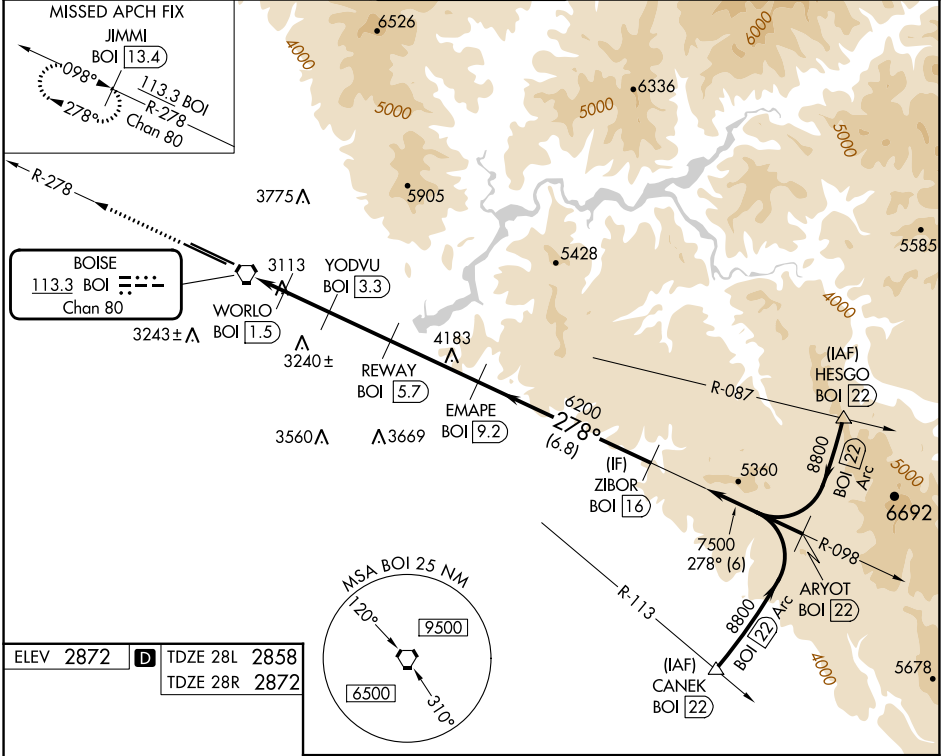 MISSED APCH FIX
JIMMI
BOI 13.4
098°
278°
113.3 BOI
R-278
Chan 80
6526
4000
5000
6000
6336
5000
5000
5905
3775
R-278
5585
5428
BOISE
113.3 BOI
Chan 80
3113
WORLO
BOI 1.5
YODVU
BOI 3.3
3243±
3240±
4183
REWAY
BOI 5.7
EMAPE
BOI 9.2
3560
3669
6200
278°
(6.8)
(IF)
ZIBOR
BOI 16
4000
R-087
(IAF)
HESGO
BOI 22
8800
BOI 22 Arc
5000
5360
6692
7500
278° (6)
R-098
ARYOT
BOI 22
R-113
8800
BOI 22 Arc
(IAF)
CANEK
BOI 22
4000
5678
MSA BOI 25 NM
120°
9500
6500
310°
ELEV 2872
D
TDZE 28L 2858
TDZE 28R 2872